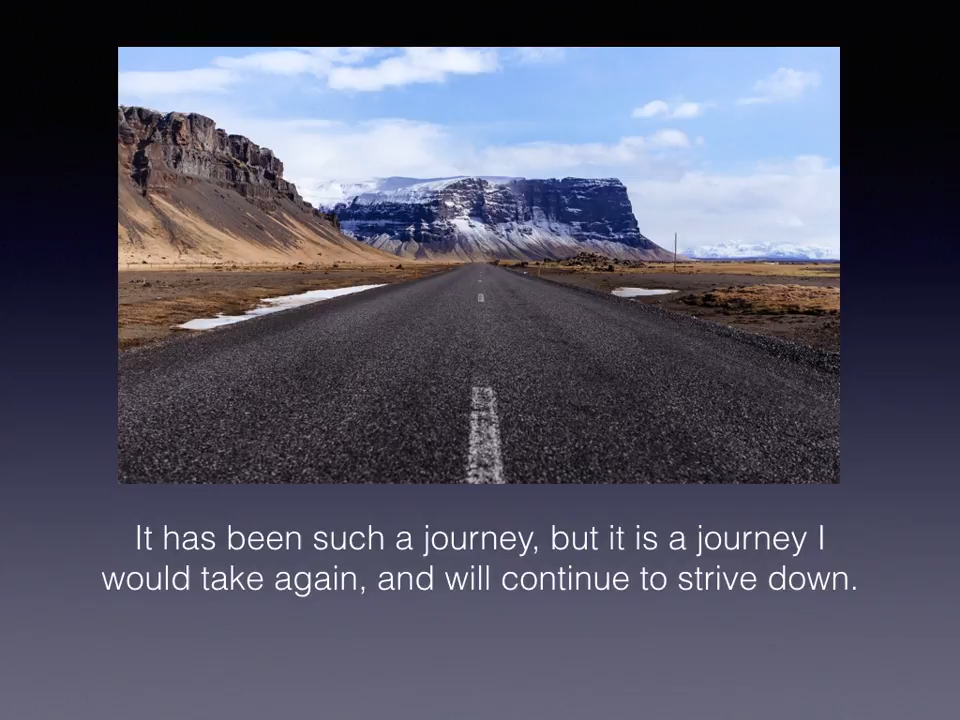 It has been such a journey, but it is a journey I
would take again, and will continue to strive down.